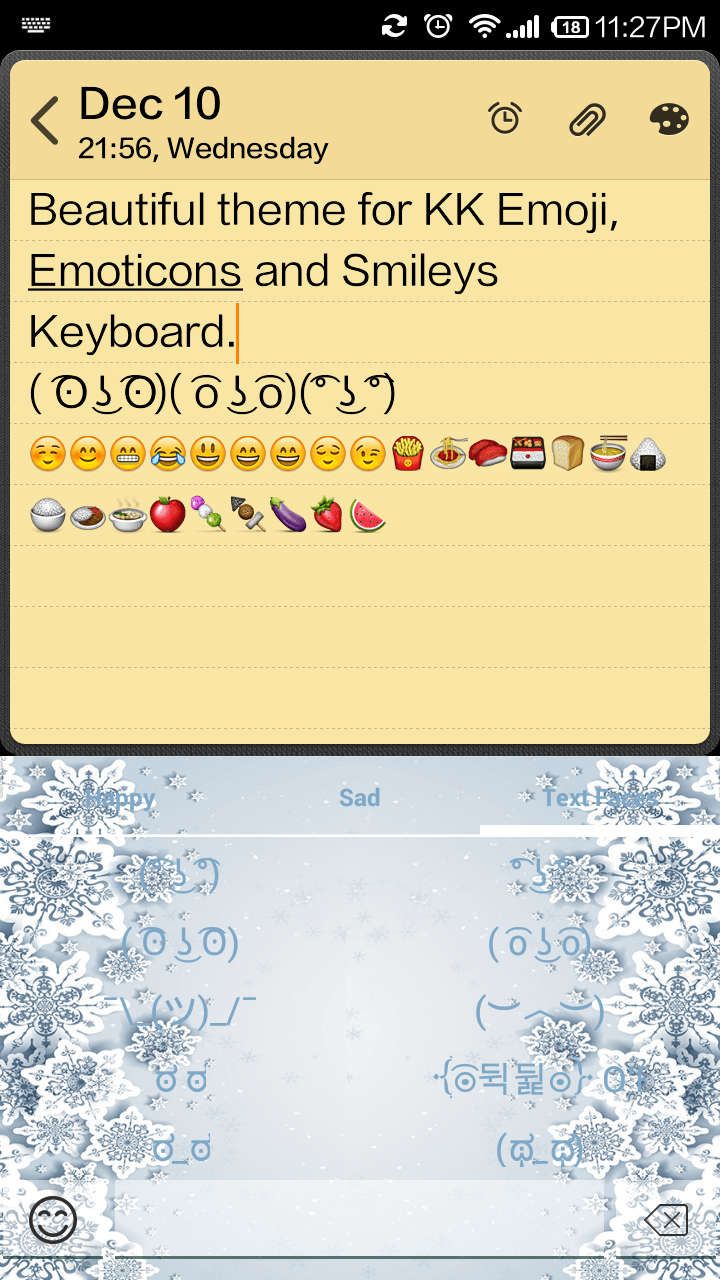 18 11:27PM
Dec 10
21:56, Wednesday
Beautiful theme for KK Emoji,
Emoticons and Smileys
Keyboard.
( ͡ʘ ͜ʖ ͡ʘ)( ͡o ͜ʖ ͡o)( ͡° ͜ʖ ͡°)
☺️😊😁😂😃😄😄😌😉🍟🍝🍣🍱🍞🍜🍙
🍚🍛🍲🍎🍡🍢🍆🍓🍉
Happy Sad Text Faces
( ͡° ͜ʖ ͡°) ͡° ͜ʖ ͡°
( ͡ʘ ͜ʖ ͡ʘ) ( ͡o ͜ʖ ͡o)
¯\_(ツ)_/¯ (︶︿︶)
ಠ ಠ
ಠ_ಠ (ಥ_ಥ)